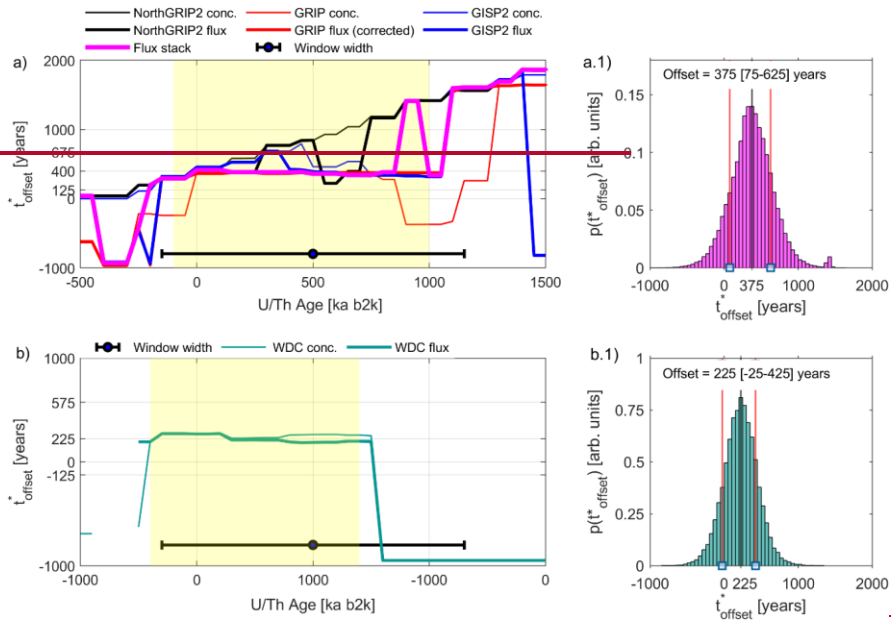 NorthGRIP2 conc. GRIP conc. GISP2 conc.
NorthGRIP2 flux GRIP flux (corrected) GISP2 flux
Flux stack Window width
a)
2000
1000
675
400
125
0
-1000
t*offset [years]
-500 0 500 1000 1500
U/Th Age [ka b2k]
a.1)
Offset = 375 [75-625] years
0.15
0.1
0.05
0
p(t*offset) [arb. units]
-1000 0 375 1000 2000
t*offset [years]
b)
Window width WDC conc. WDC flux
1000
575
225
0
-125
-1000
t*offset [years]
-1000 0 1000 -1000 0
U/Th Age [ka b2k]
b.1)
Offset = 225 [-25-425] years
1
0.75
0.5
0.25
0
p(t*offset) [arb. units]
-1000 0 225 1000 2000
t*offset [years]